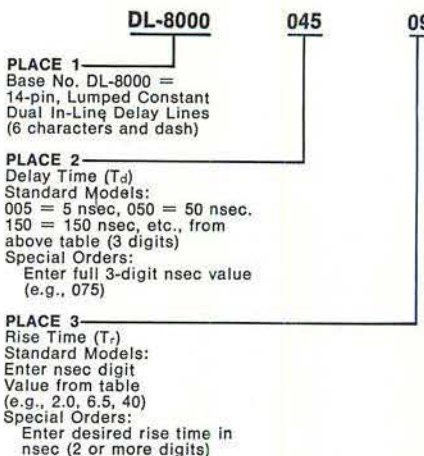 DL-8000 045 09
PLACE 1
Base No. DL-8000 =
14-pin, Lumped Constant
Dual In-Line Delay Lines
(6 characters and dash)
PLACE 2
Delay Time (Td)
Standard Models:
005 = 5 nsec, 050 = 50 nsec.
150 = 150 nsec, etc., from
above table (3 digits)
Special Orders:
Enter full 3-digit nsec value
(e.g., 075)
PLACE 3
Rise Time (Tr)
Standard Models:
Enter nsec digit
Value from table
(e.g., 2.0, 6.5, 40)
Special Orders:
Enter desired rise time in
nsec (2 or more digits)